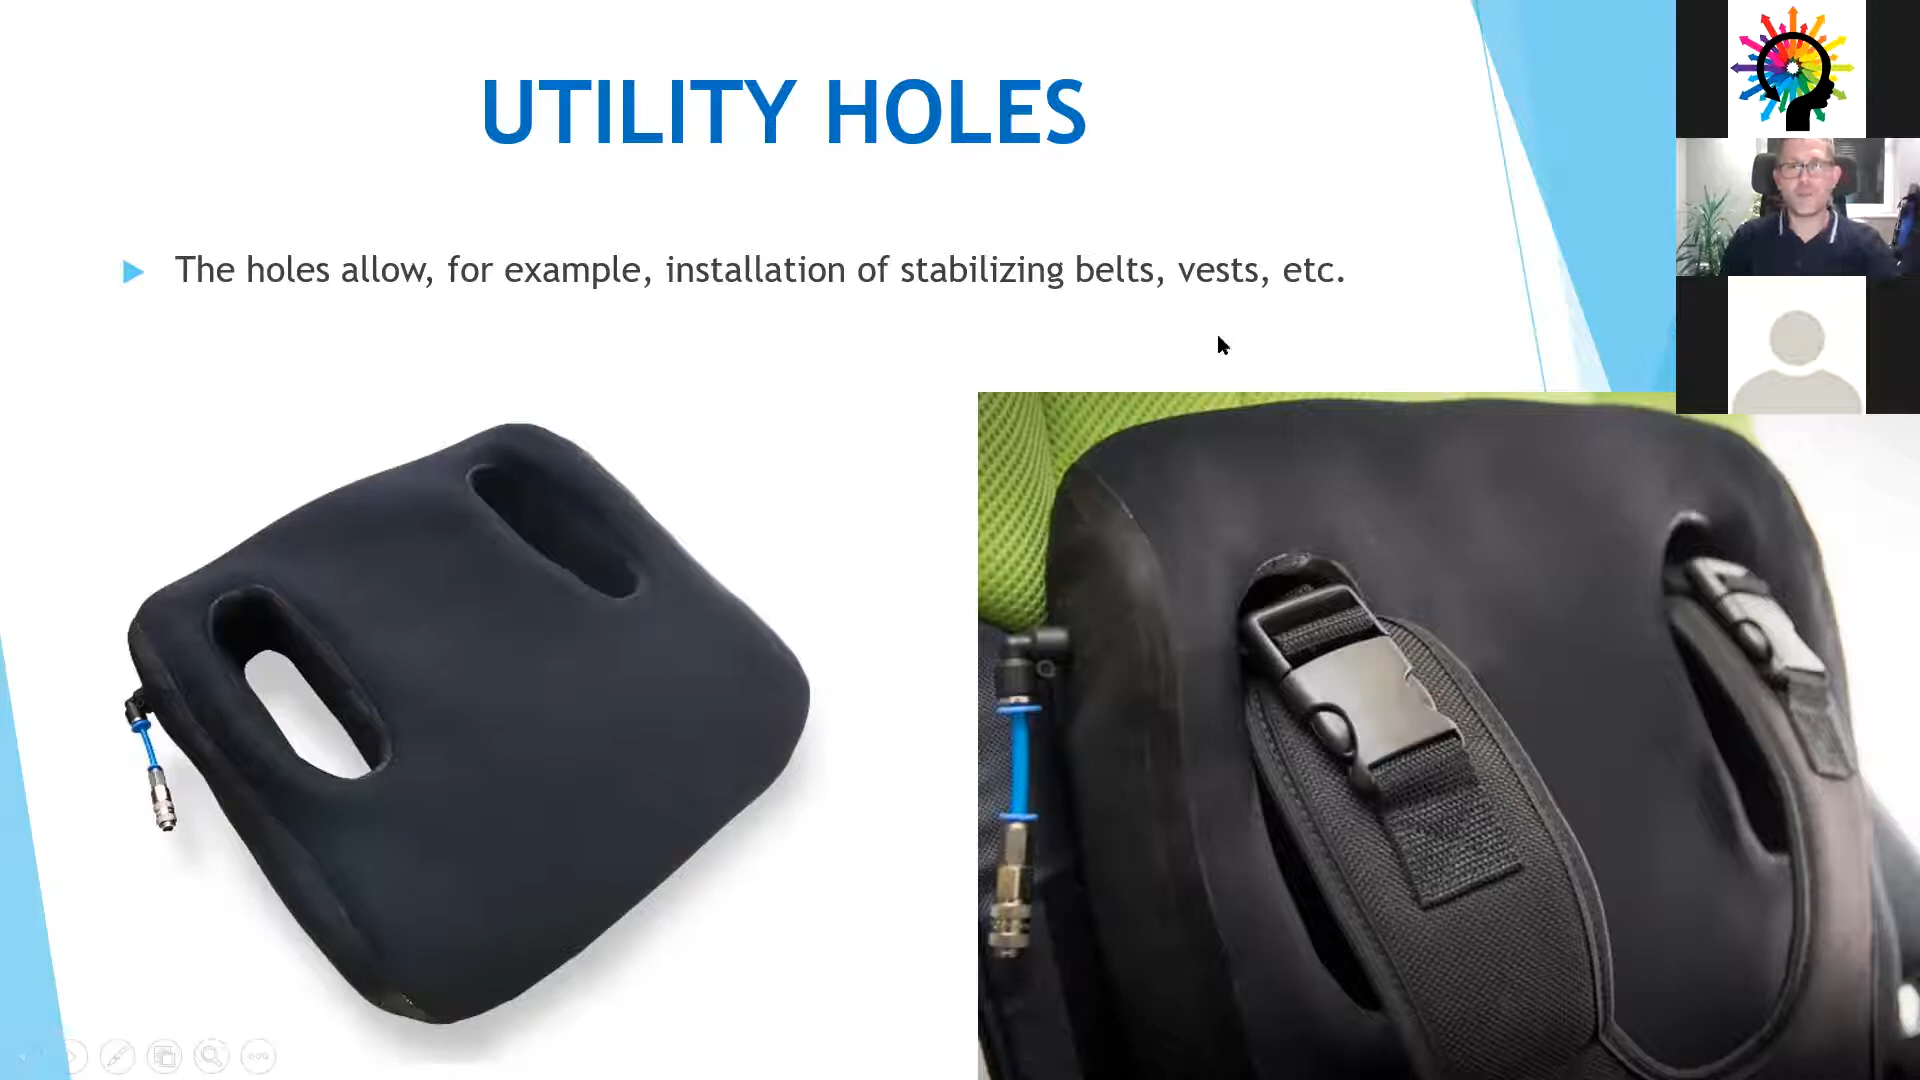 UTILITY HOLES
The holes allow, for example, installation of stabilizing belts, vests, etc.